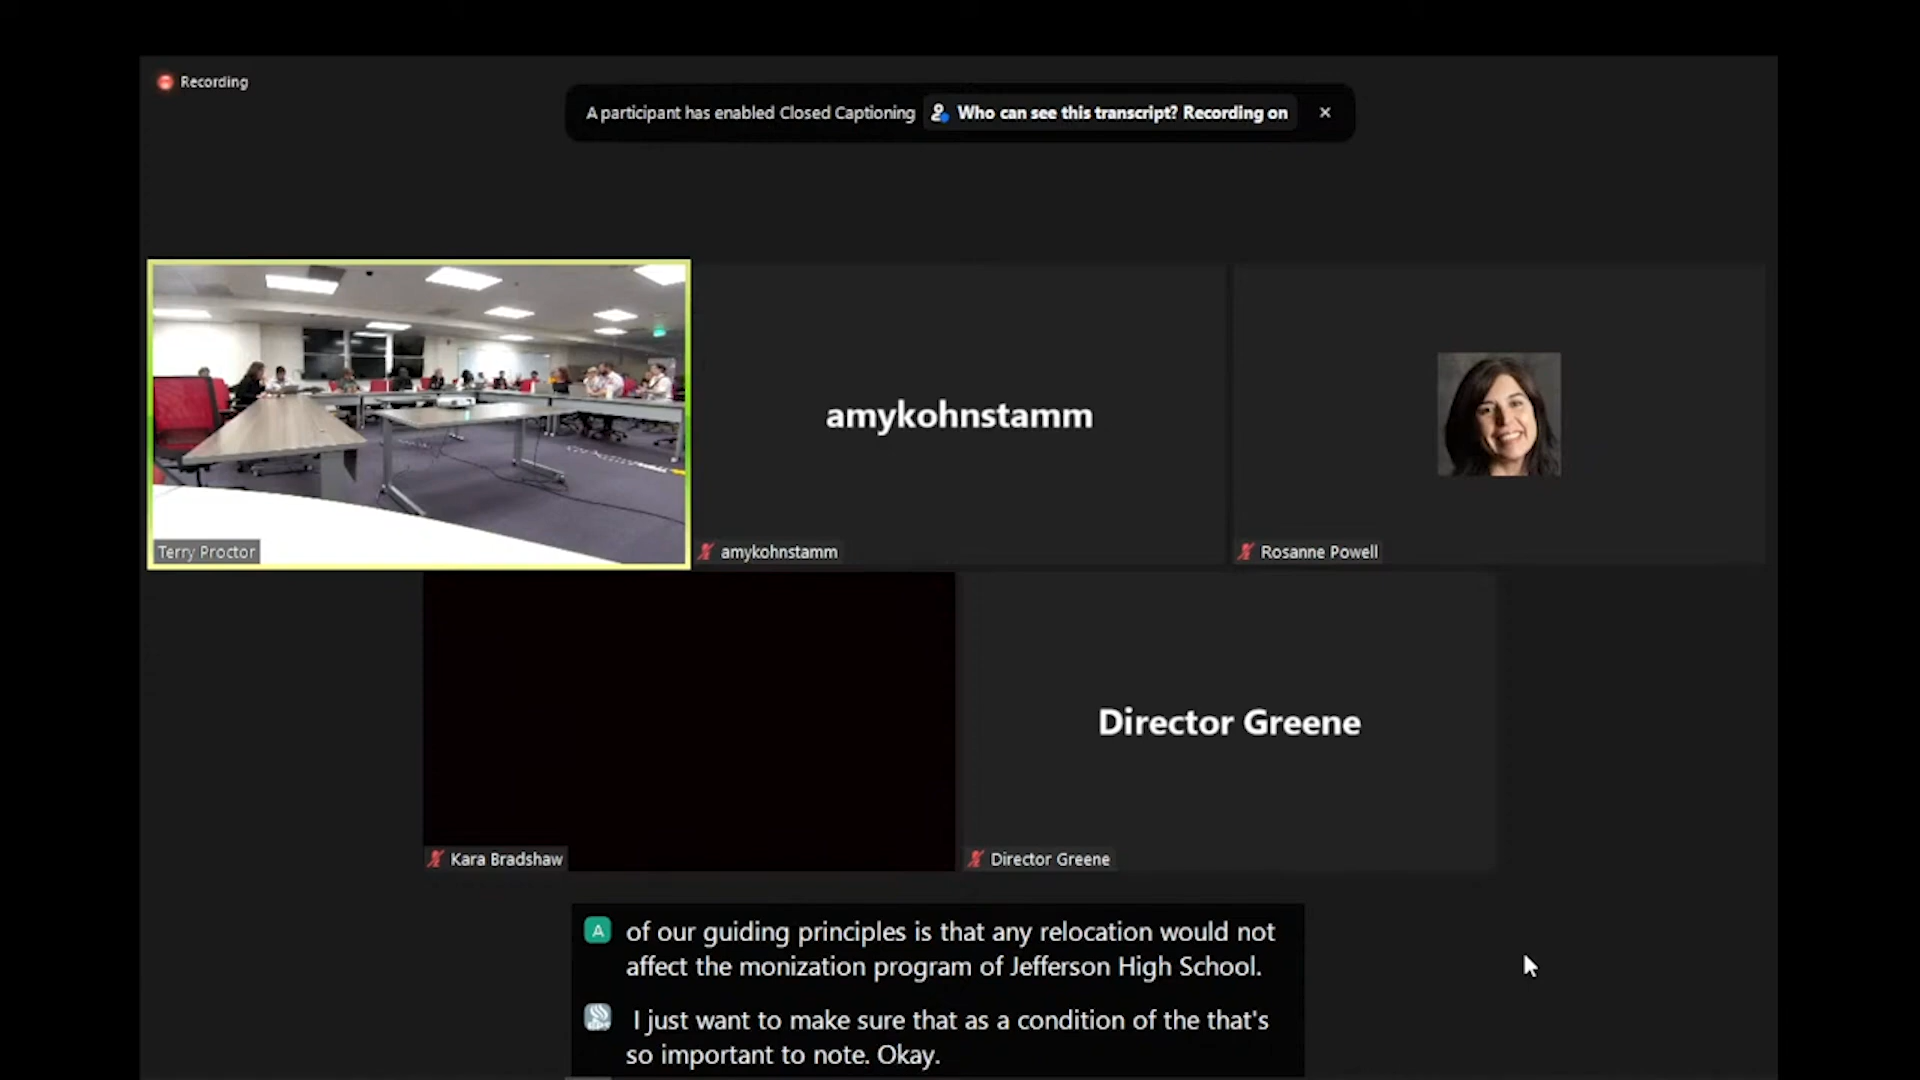 Recording
A participant has enabled Closed Captioning Who can see this transcript? Recording on
Terry Proctor
amykohnstamm
amykohnstamm
Rosanne Powell
Kara Bradshaw
Director Greene
Director Greene
A of our guiding principles is that any relocation would not
affect the monization program of Jefferson High School.
I just want to make sure that as a condition of the that's
so important to note. Okay.